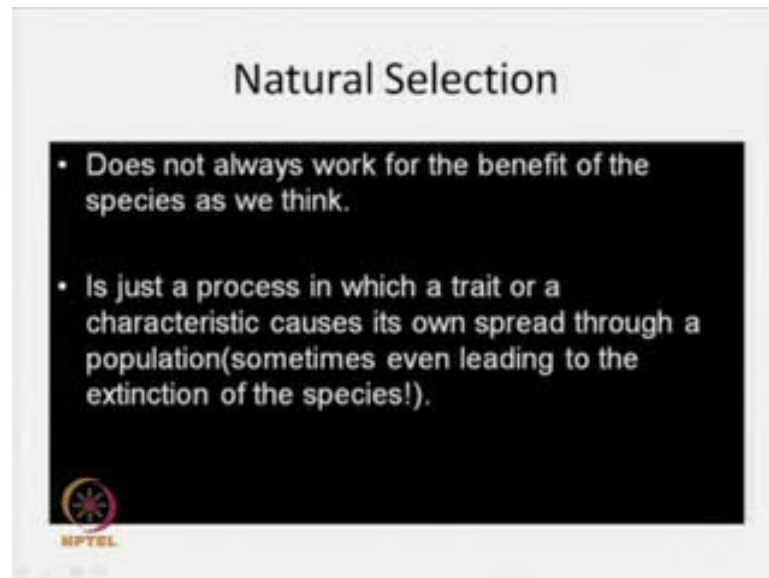 Natural Selection
• Does not always work for the benefit of the
species as we think.
• Is just a process in which a trait or a
characteristic causes its own spread through a
population(sometimes even leading to the
extinction of the species!).
NPTEL